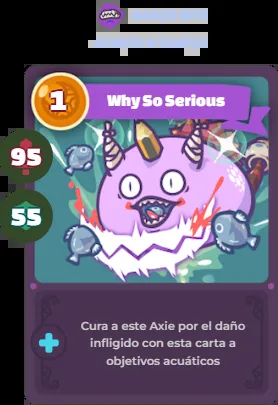 1
Why So Serious
95
55
Cura a este Axie por el daño
infligido con esta carta a
objetivos acuáticos